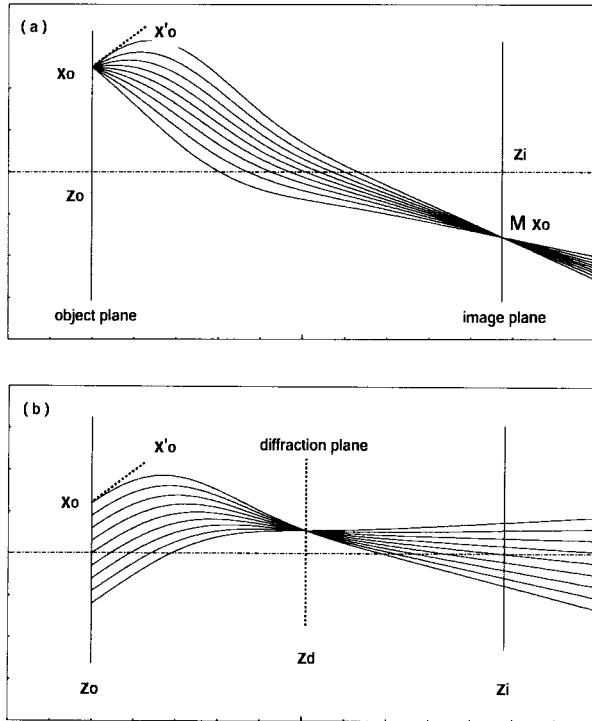 (a)
X'o
Xo
Zi
Zo
M Xo
object plane
image plane
(b)
X'o
diffraction plane
Xo
Zd
Zo
Zi